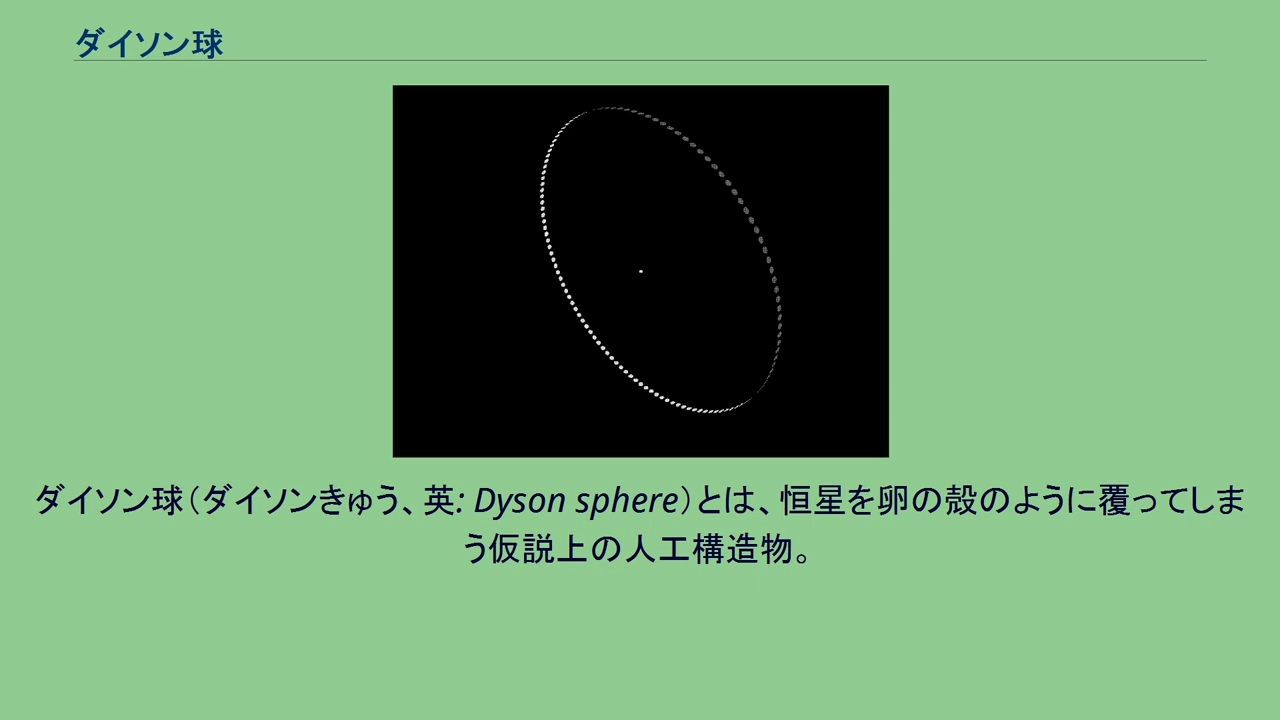 ダイソン球
ダイソン球（ダイソンきゅう、英: Dyson sphere）とは、恒星を卵の殻のように覆ってしま
う仮説上の人工構造物。